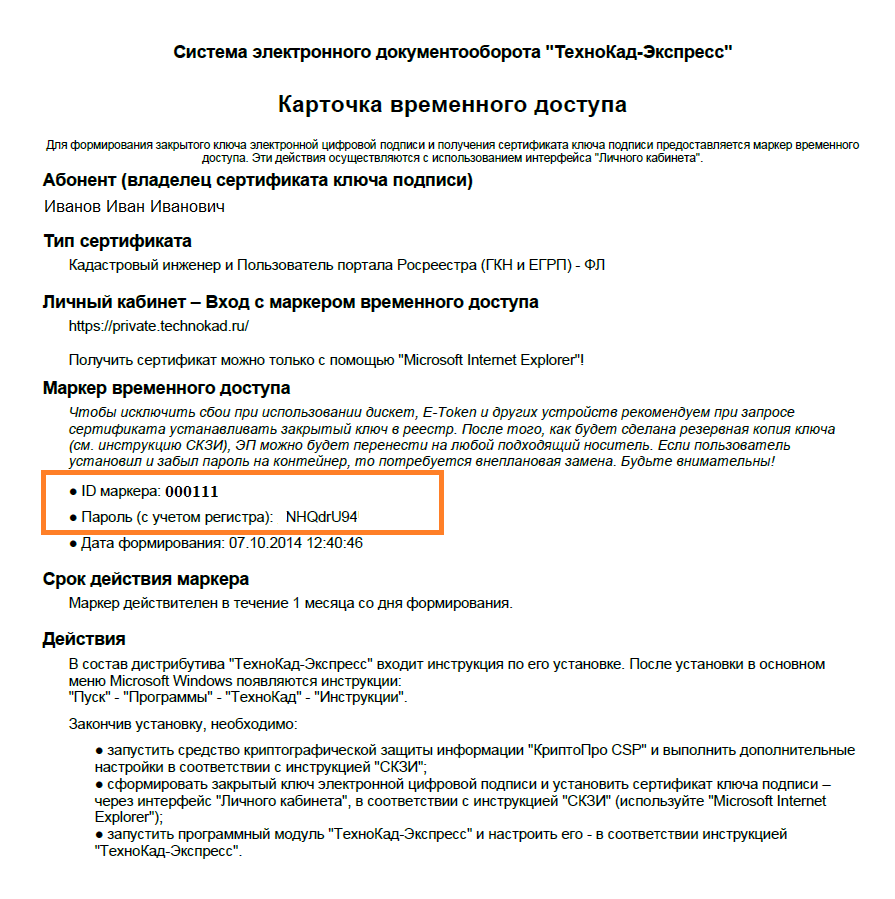 Система электронного документооборота "ТехноКад-Экспресс"
Карточка временного доступа
Для формирования закрытого ключа электронной цифровой подписи и получения сертификата ключа подписи предоставляется маркер временного
доступа. Эти действия осуществляются с использованием интерфейса "Личного кабинета".
Абонент (владелец сертификата ключа подписи)
Иванов Иван Иванович
Тип сертификата
Кадастровый инженер и Пользователь портала Росреестра (ГКН и ЕГРП) - ФЛ
Личный кабинет – Вход с маркером временного доступа
https://private.technokad.ru/
Получить сертификат можно только с помощью "Microsoft Internet Explorer"!
Маркер временного доступа
Чтобы исключить сбои при использовании дискет, E-Token и других устройств рекомендуем при запросе
сертификата устанавливать закрытый ключ в реестр. После того, как будет сделана резервная копия ключа
(см. инструкцию СКЗИ), ЭП можно будет перенести на любой подходящий носитель. Если пользователь
установил и забыл пароль на контейнер, то потребуется внеплановая замена. Будьте внимательны!
● ID маркера: 000111
● Пароль (с учетом регистра): NHQdrU94
● Дата формирования: 07.10.2014 12:40:46
Срок действия маркера
Маркер действителен в течение 1 месяца со дня формирования.
Действия
В состав дистрибутива "ТехноКад-Экспресс" входит инструкция по его установке. После установки в основном
меню Microsoft Windows появляются инструкции:
"Пуск" - "Программы" - "ТехноКад" - "Инструкции".
Закончив установку, необходимо:
● запустить средство криптографической защиты информации "КриптоПро CSP" и выполнить дополнительные
настройки в соответствии с инструкцией "СКЗИ";
● сформировать закрытый ключ электронной цифровой подписи и установить сертификат ключа подписи –
через интерфейс "Личного кабинета", в соответствии с инструкцией "СКЗИ" (используйте "Microsoft Internet
Explorer");
● запустить программный модуль "ТехноКад-Экспресс" и настроить его - в соответствии инструкцией
"ТехноКад-Экспресс".